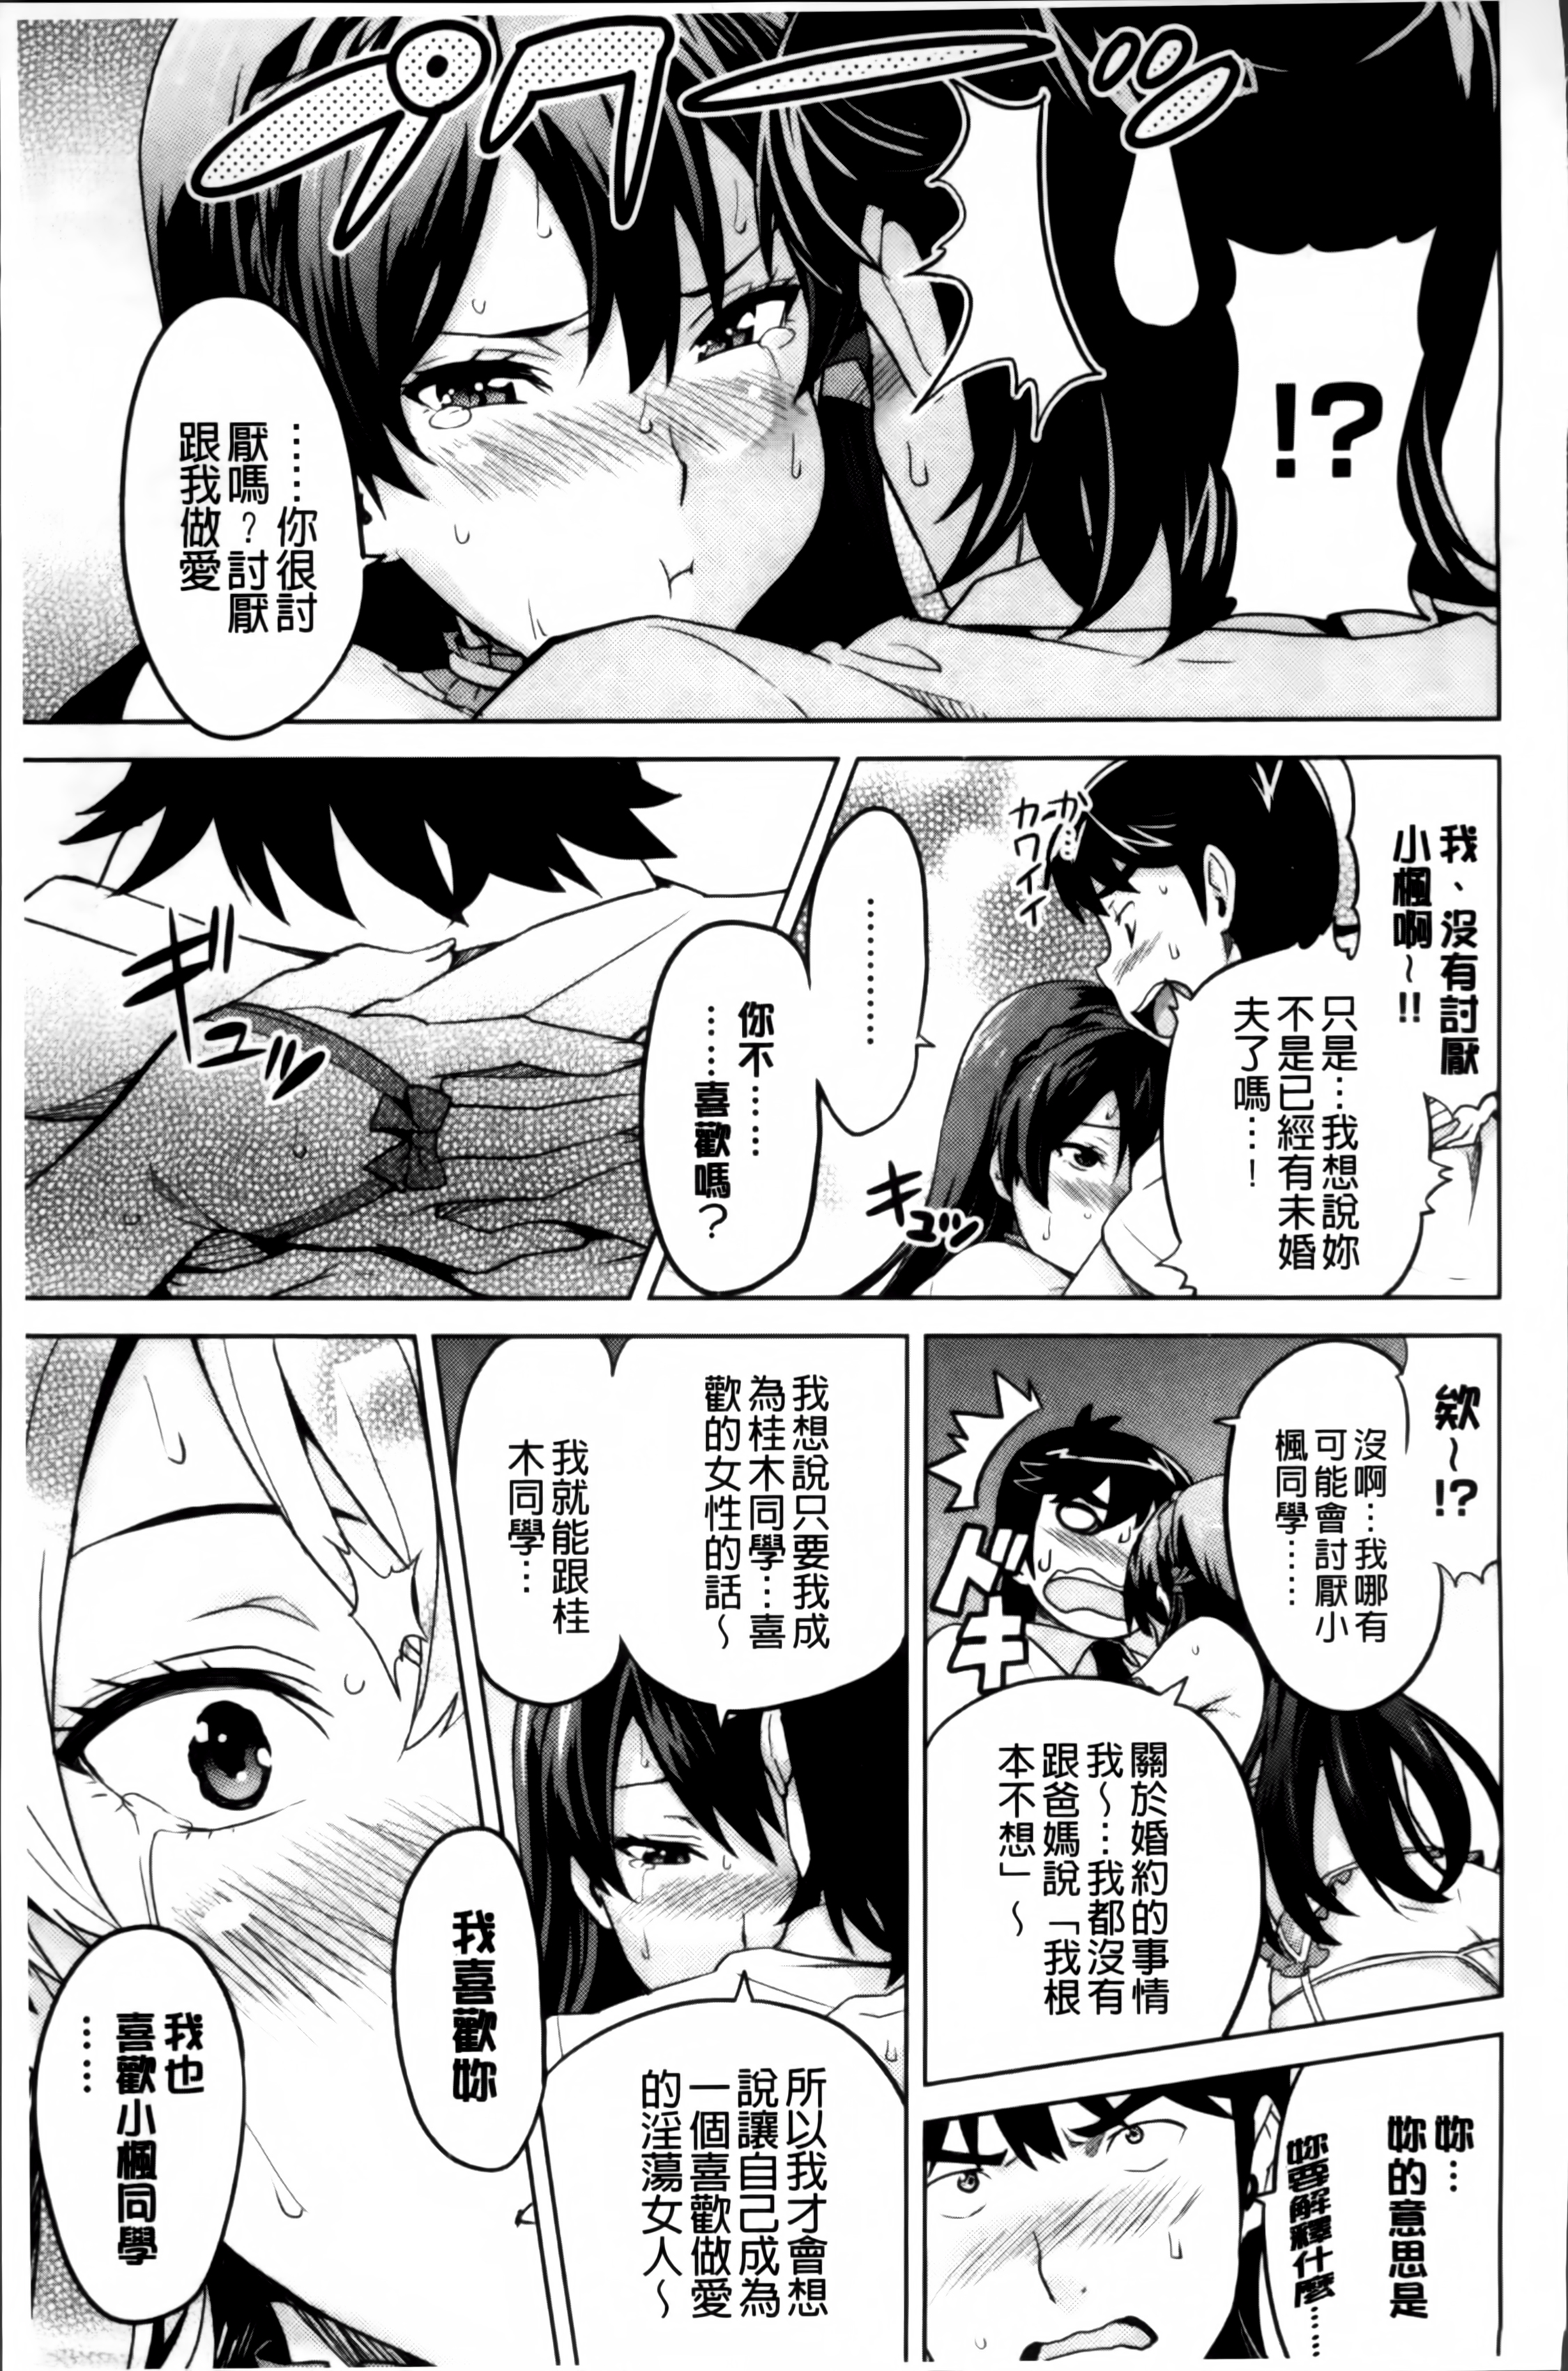 プクーッ
!?
……你很討
厭嗎？討厭
跟我做愛
我、沒有討厭
小楓啊～!!
只是…我想說妳
不是已經有未婚
夫了嗎…！
かっ…
カワイイ
キュッ
…………
你不……
……喜歡嗎？
ギュッ
欸～!?
沒啊…我哪有
可能會討厭小
楓同學……
ドキ
關於婚約的事情
我～…我都沒有
跟爸媽說「我根
本不想」～
妳…
妳的意思是
妳要解釋什麼……
我想說只要我成
為桂木同學…喜
歡的女性的話～
我就能跟桂
木同學…
所以我才會想
說讓自己成為
一個喜歡做愛
的淫蕩女人～
我喜歡妳
我也
喜歡小楓同學
……